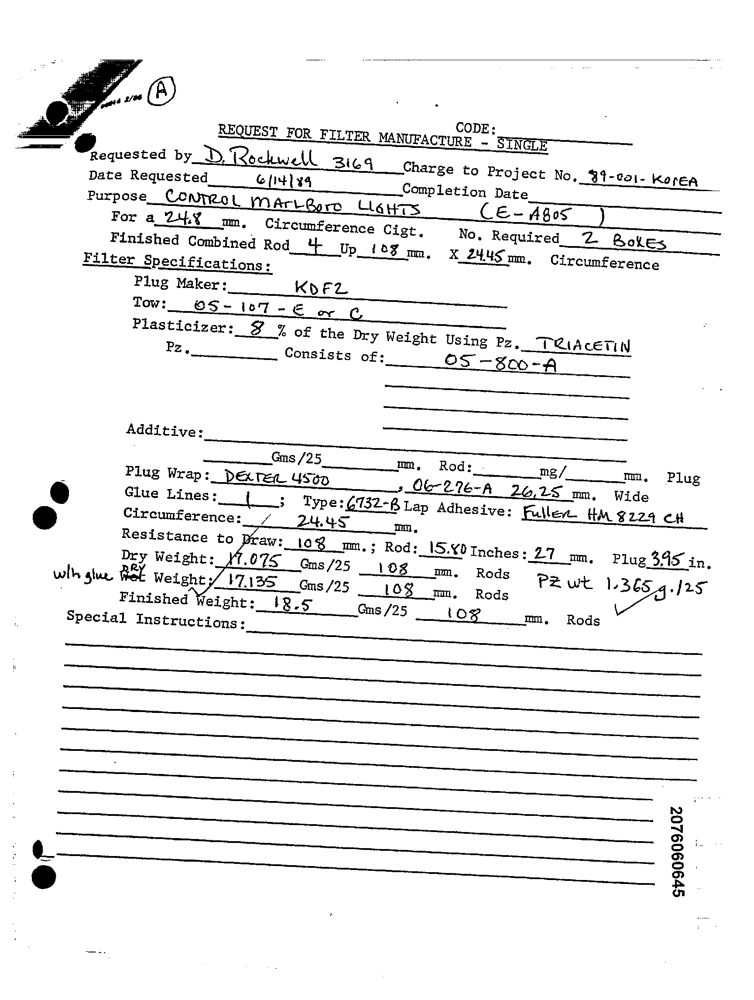 (A)
CODE:
REQUEST FOR FILTER MANUFACTURE - SINGLE
Requested by D. Rockwell 3169 Charge to Project No. 89-001-KOREA
Date Requested 6/14/89 Completion Date
Purpose CONTROL MARLBORO LIGHTS (E-A805)
For a 24.8 mm. Circumference Cigt. No. Required 2 BOXES
Finished Combined Rod 4 Up 108 mm. X 24.45 mm. Circumference
Filter Specifications:
Plug Maker: KDF2
Tow: 05-107-E or C
Plasticizer: 8 % of the Dry Weight Using Pz. TRIACETIN
Pz. Consists of: 05-800-A
Additive:
Gms/25 mm. Rod: mg/ mm. Plug
Plug Wrap: DEXTER 4500, 06-276-A 26.25 mm. Wide
Glue Lines: 1; Type: 6732-B Lap Adhesive: Fuller HM 8229 CH
Circumference: 24.45 mm.
Resistance to Draw: 108 mm.; Rod: 15.80 Inches: 27 mm. Plug 3.95 in.
Dry Weight: 17.075 Gms/25 108 mm. Rods
w/h glue DRY Wet Weight: 17.135 Gms/25 108 mm. Rods PZ wt 1.365 g./25
Finished Weight: 18.5 Gms/25 108 mm. Rods
Special Instructions:
2076060645